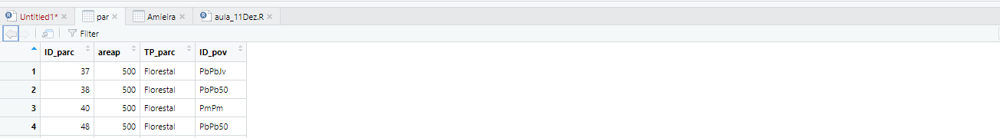 Untitled1* par Amieira aula_11Dez.R
Filter
ID_parc areap TP_parc ID_pov
1 37 500 Florestal PbPbJv
2 38 500 Florestal PbPb50
3 40 500 Florestal PmPm
4 48 500 Florestal PbPb50